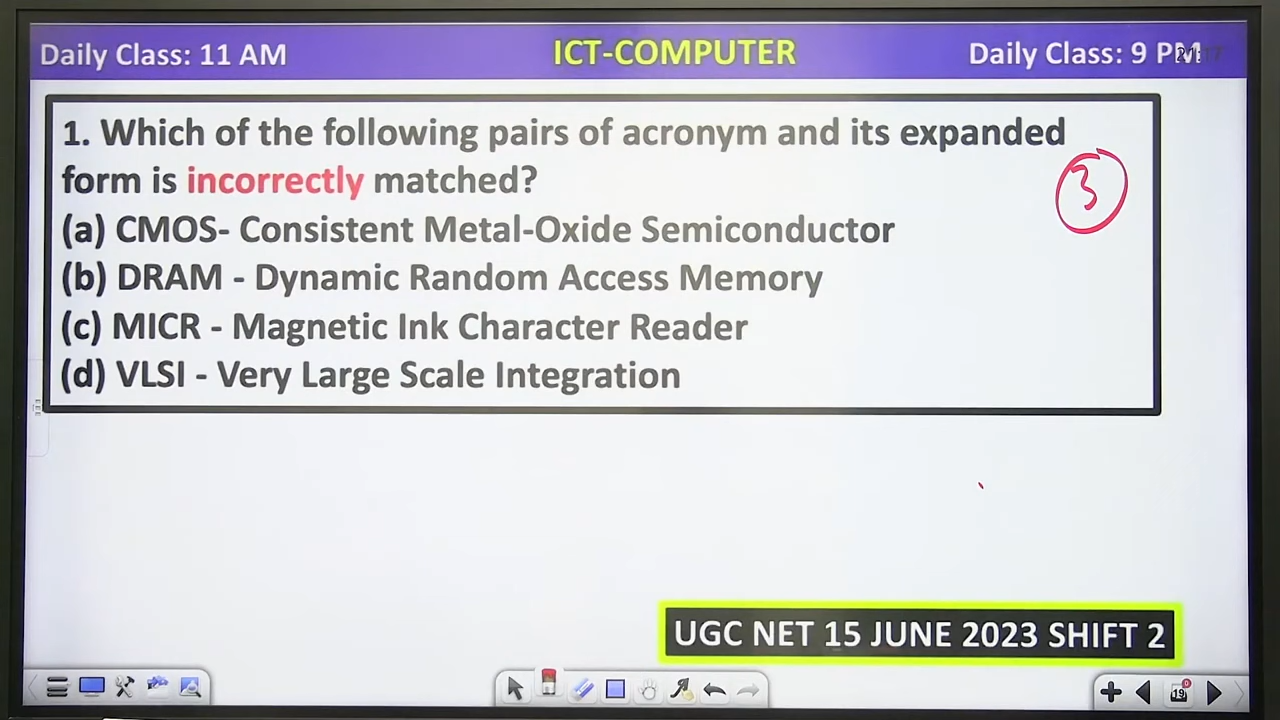 Daily Class: 11 AM
ICT-COMPUTER
Daily Class: 9 PM
1. Which of the following pairs of acronym and its expanded
form is incorrectly matched?
3
(a) CMOS- Consistent Metal-Oxide Semiconductor
(b) DRAM - Dynamic Random Access Memory
(c) MICR - Magnetic Ink Character Reader
(d) VLSI - Very Large Scale Integration
UGC NET 15 JUNE 2023 SHIFT 2
19